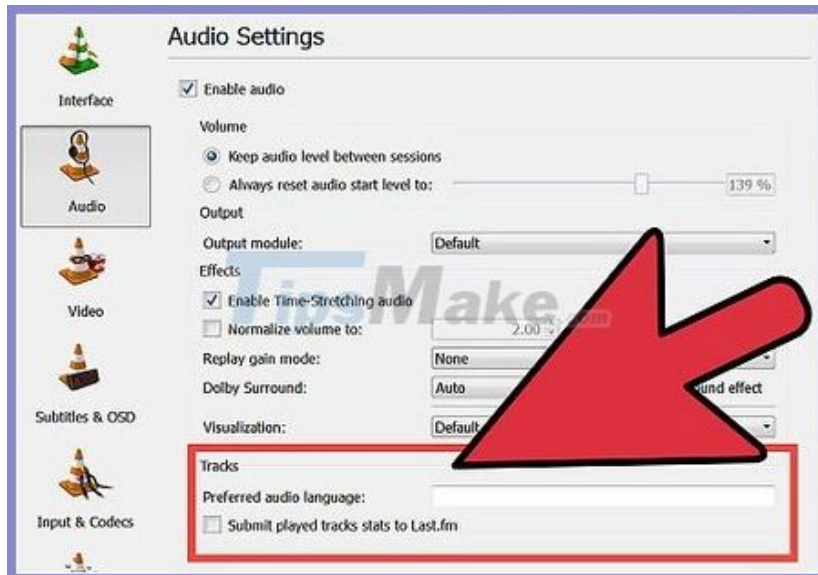 Audio Settings
Interface
Audio
Video
Subtitles & OSD
Input & Codecs
Enable audio
Volume
Keep audio level between sessions
Always reset audio start level to:
139 %
Output
Output module:
Default
Effects
Enable Time-Stretching audio
Normalize volume to:
2.00
Replay gain mode:
None
Dolby Surround:
Auto
und effect
Visualization:
Default
Tracks
Preferred audio language:
Submit played tracks stats to Last.fm
TipsMake.com